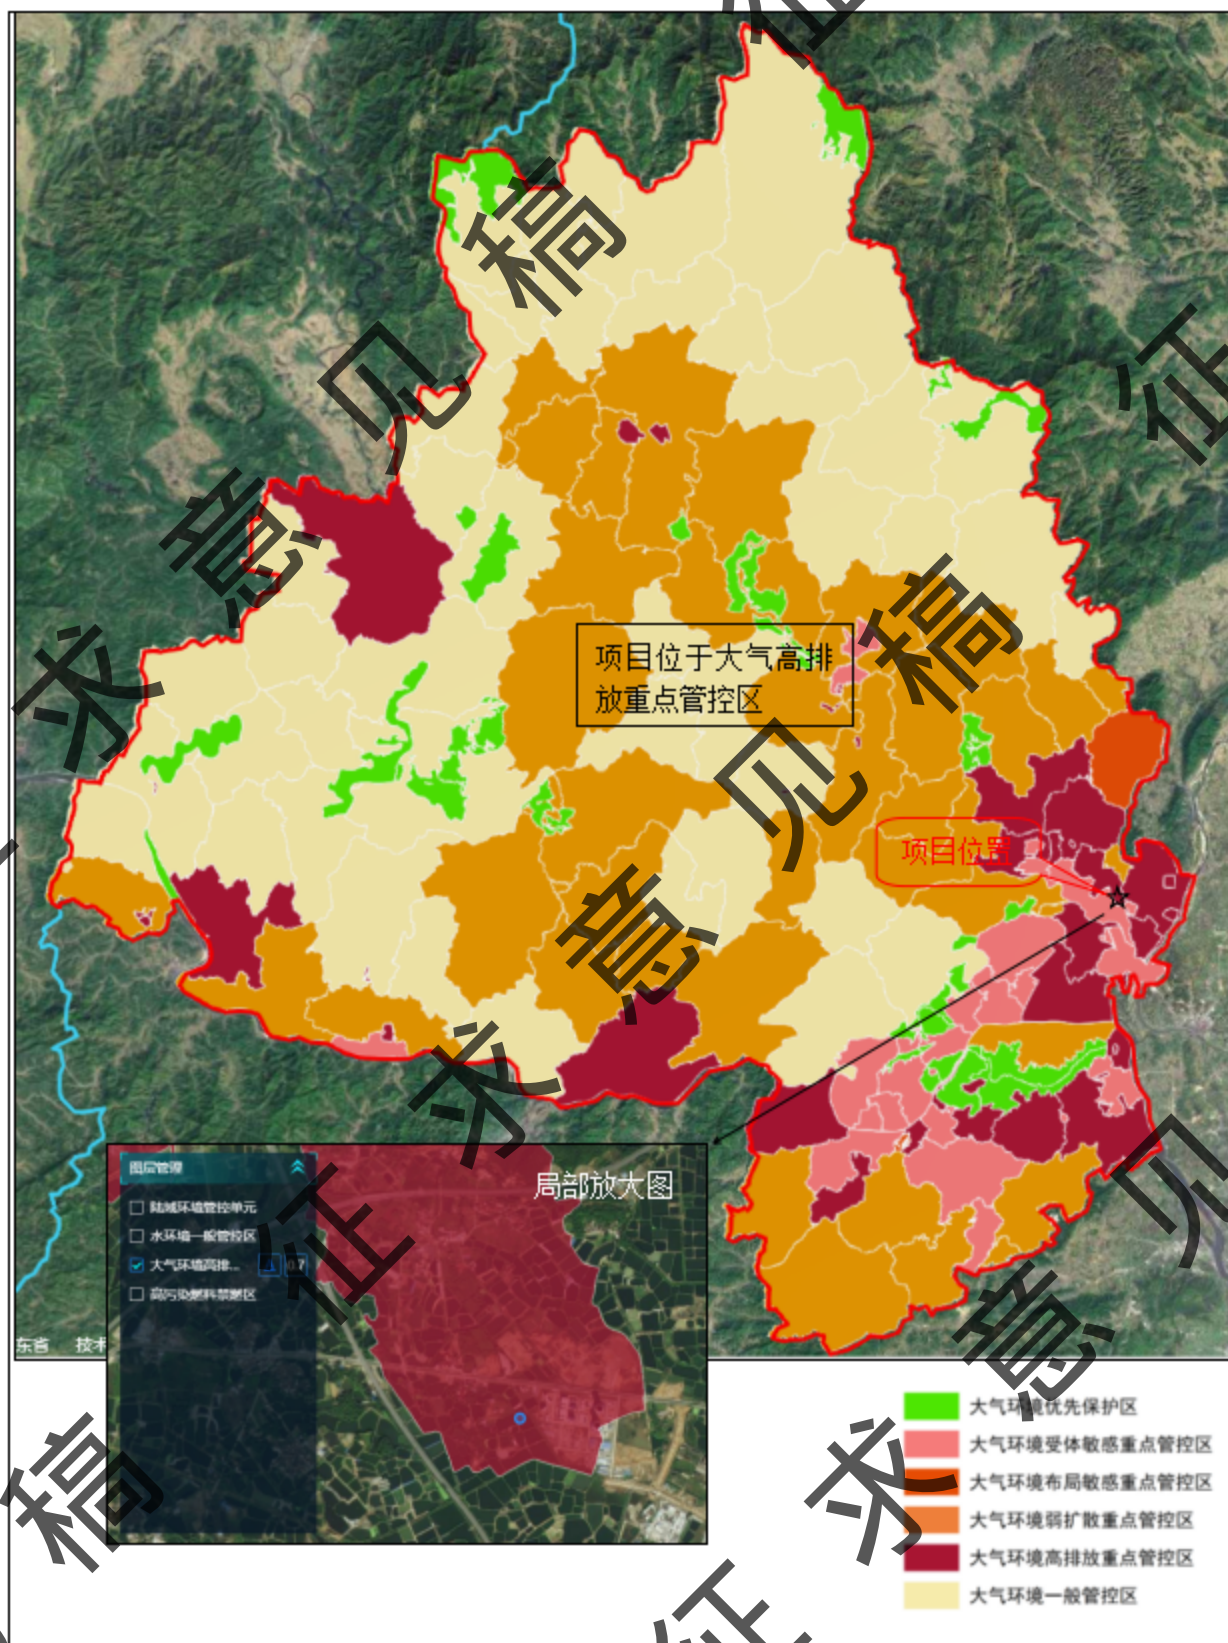 项目位于大气高排
放重点管控区
项目位置
局部放大图
图层管理
陆域环境管控单元
水环境一般管控区
大气环境高排... 0.7
高污染燃料禁燃区
东省 技术
大气环境优先保护区
大气环境受体敏感重点管控区
大气环境布局敏感重点管控区
大气环境弱扩散重点管控区
大气环境高排放重点管控区
大气环境一般管控区
征求意见稿
征求意见稿
征求意见
征
稿